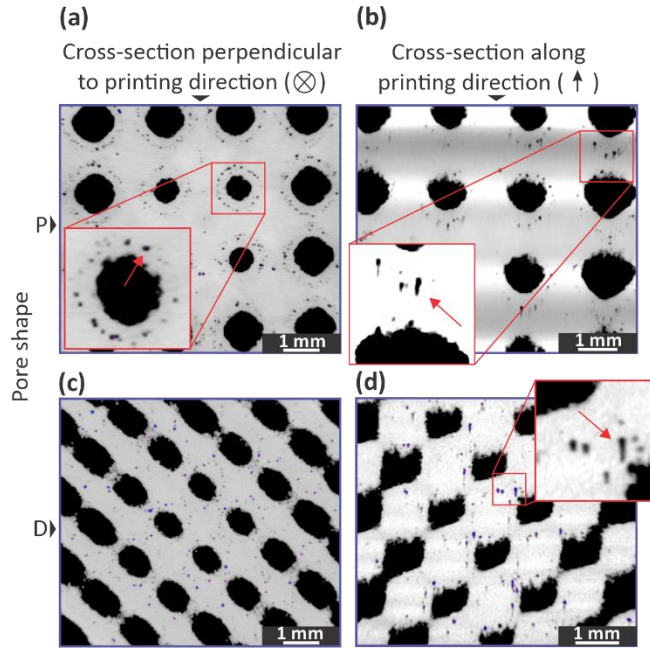 (a)
Cross-section perpendicular
to printing direction (⊗)
(b)
Cross-section along
printing direction (↑)
Pore shape
P
1 mm
1 mm
(c)
(d)
D
1 mm
1 mm